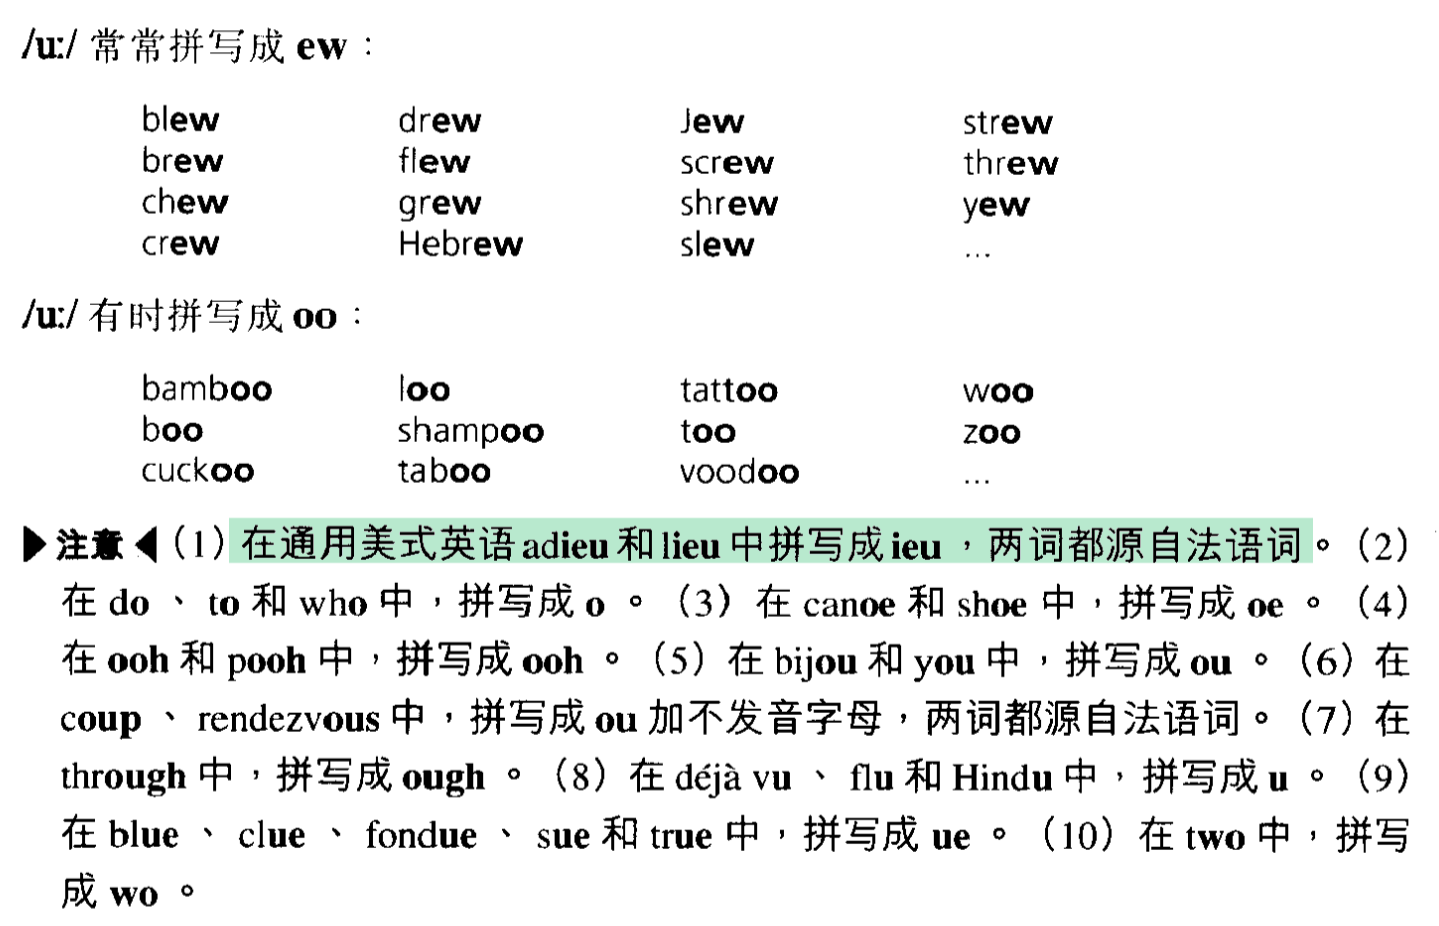 /uː/ 常常拼写成 ew：
blew drew Jew strew
brew flew screw threw
chew grew shrew yew
crew Hebrew slew …
/uː/ 有时拼写成 oo：
bamboo loo tattoo woo
boo shampoo too zoo
cuckoo taboo voodoo …
▶注意◀（1）在通用美式英语 adieu 和 lieu 中拼写成 ieu，两词都源自法语词。（2）
在 do、to 和 who 中，拼写成 o。（3）在 canoe 和 shoe 中，拼写成 oe。（4）
在 ooh 和 pooh 中，拼写成 ooh。（5）在 bijou 和 you 中，拼写成 ou。（6）在
coup、rendezvous 中，拼写成 ou 加不发音字母，两词都源自法语词。（7）在
through 中，拼写成 ough。（8）在 déjà vu、flu 和 Hindu 中，拼写成 u。（9）
在 blue、clue、fondue、sue 和 true 中，拼写成 ue。（10）在 two 中，拼写
成 wo。